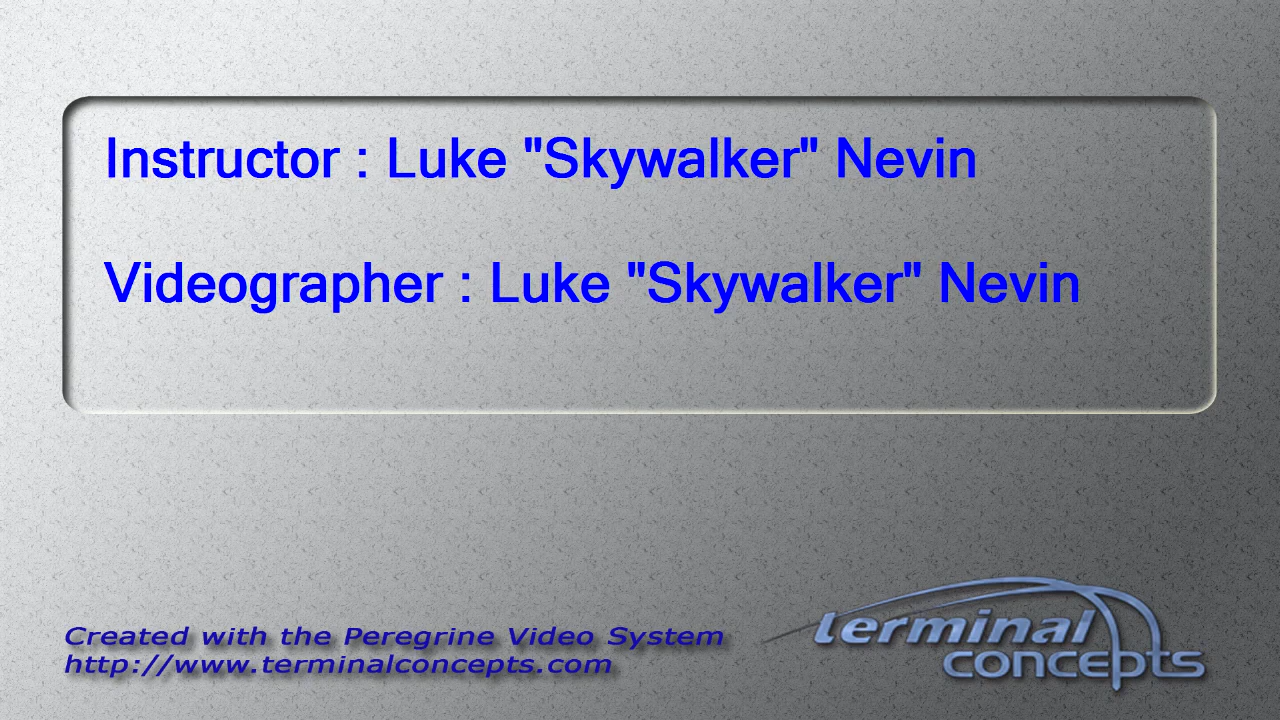 Instructor : Luke "Skywalker" Nevin
Videographer : Luke "Skywalker" Nevin
Created with the Peregrine Video System
http://www.terminalconcepts.com
terminal
concepts